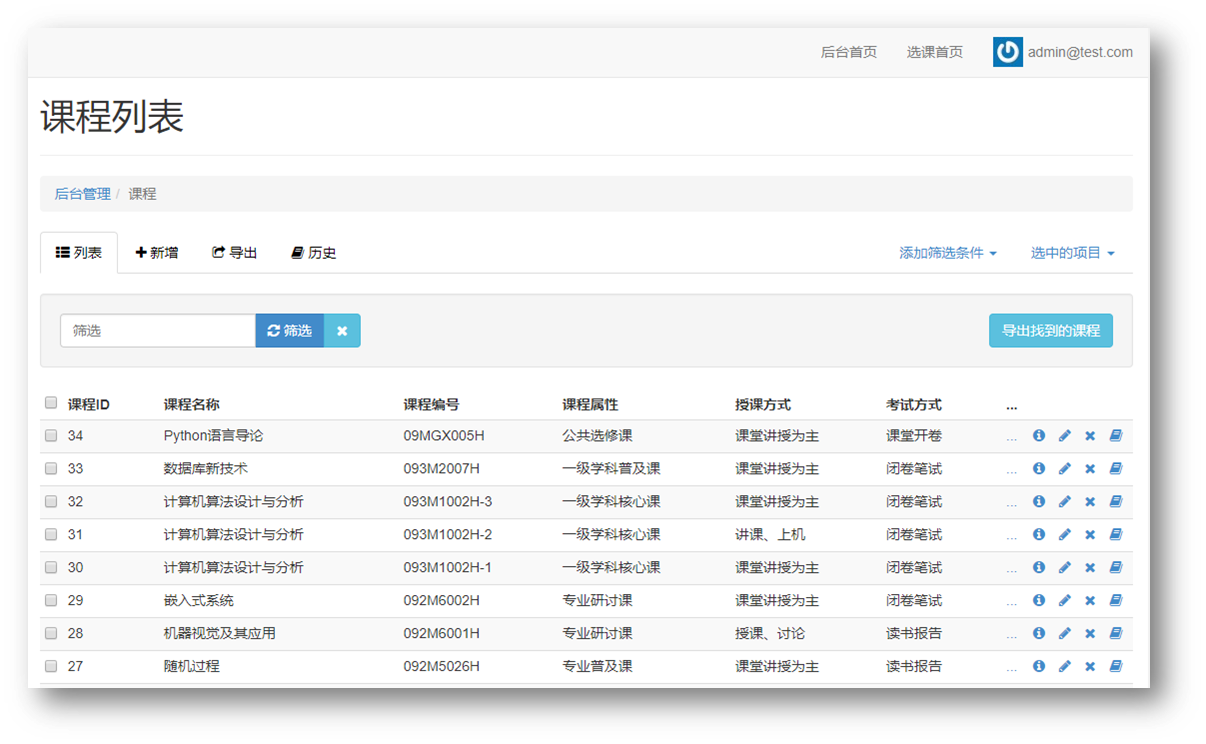 后台首页 选课首页 admin@test.com
课程列表
后台管理 / 课程
列表 新增 导出 历史 添加筛选条件 选中的项目
筛选 筛选 导出找到的课程
课程ID 课程名称 课程编号 课程属性 授课方式 考试方式 ...
34 Python语言导论 09MGX005H 公共选修课 课堂讲授为主 课堂开卷 ...
33 数据库新技术 093M2007H 一级学科普及课 课堂讲授为主 闭卷笔试 ...
32 计算机算法设计与分析 093M1002H-3 一级学科核心课 课堂讲授为主 闭卷笔试 ...
31 计算机算法设计与分析 093M1002H-2 一级学科核心课 讲课、上机 闭卷笔试 ...
30 计算机算法设计与分析 093M1002H-1 一级学科核心课 课堂讲授为主 闭卷笔试 ...
29 嵌入式系统 092M6002H 专业研讨课 课堂讲授为主 闭卷笔试 ...
28 机器视觉及其应用 092M6001H 专业研讨课 授课、讨论 读书报告 ...
27 随机过程 092M5026H 专业普及课 课堂讲授为主 读书报告 ...